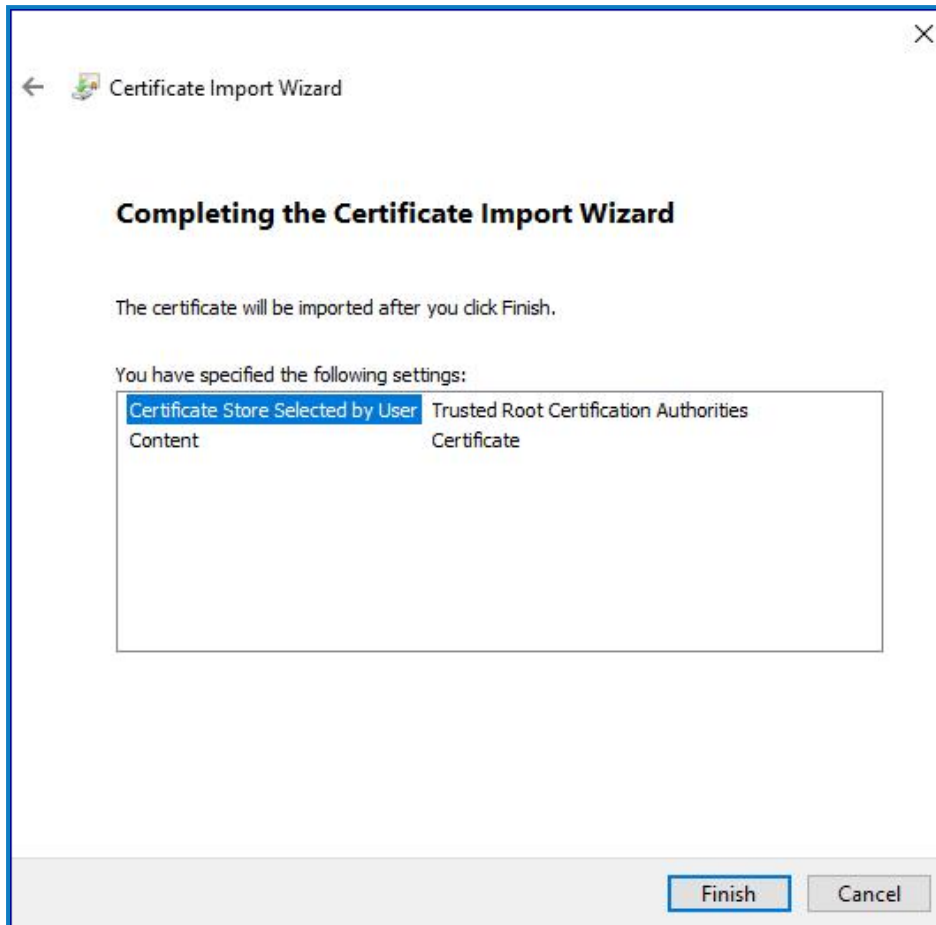 Certificate Import Wizard
Completing the Certificate Import Wizard
The certificate will be imported after you click Finish.
You have specified the following settings:
Certificate Store Selected by User Trusted Root Certification Authorities
Content Certificate
Finish Cancel